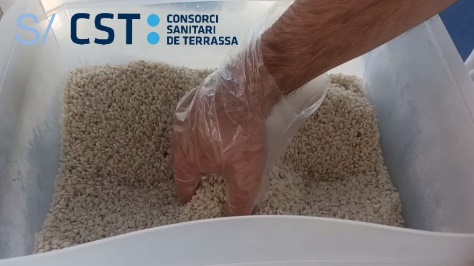 S/ CST: CONSORCI
SANITARI
DE TERRASSA